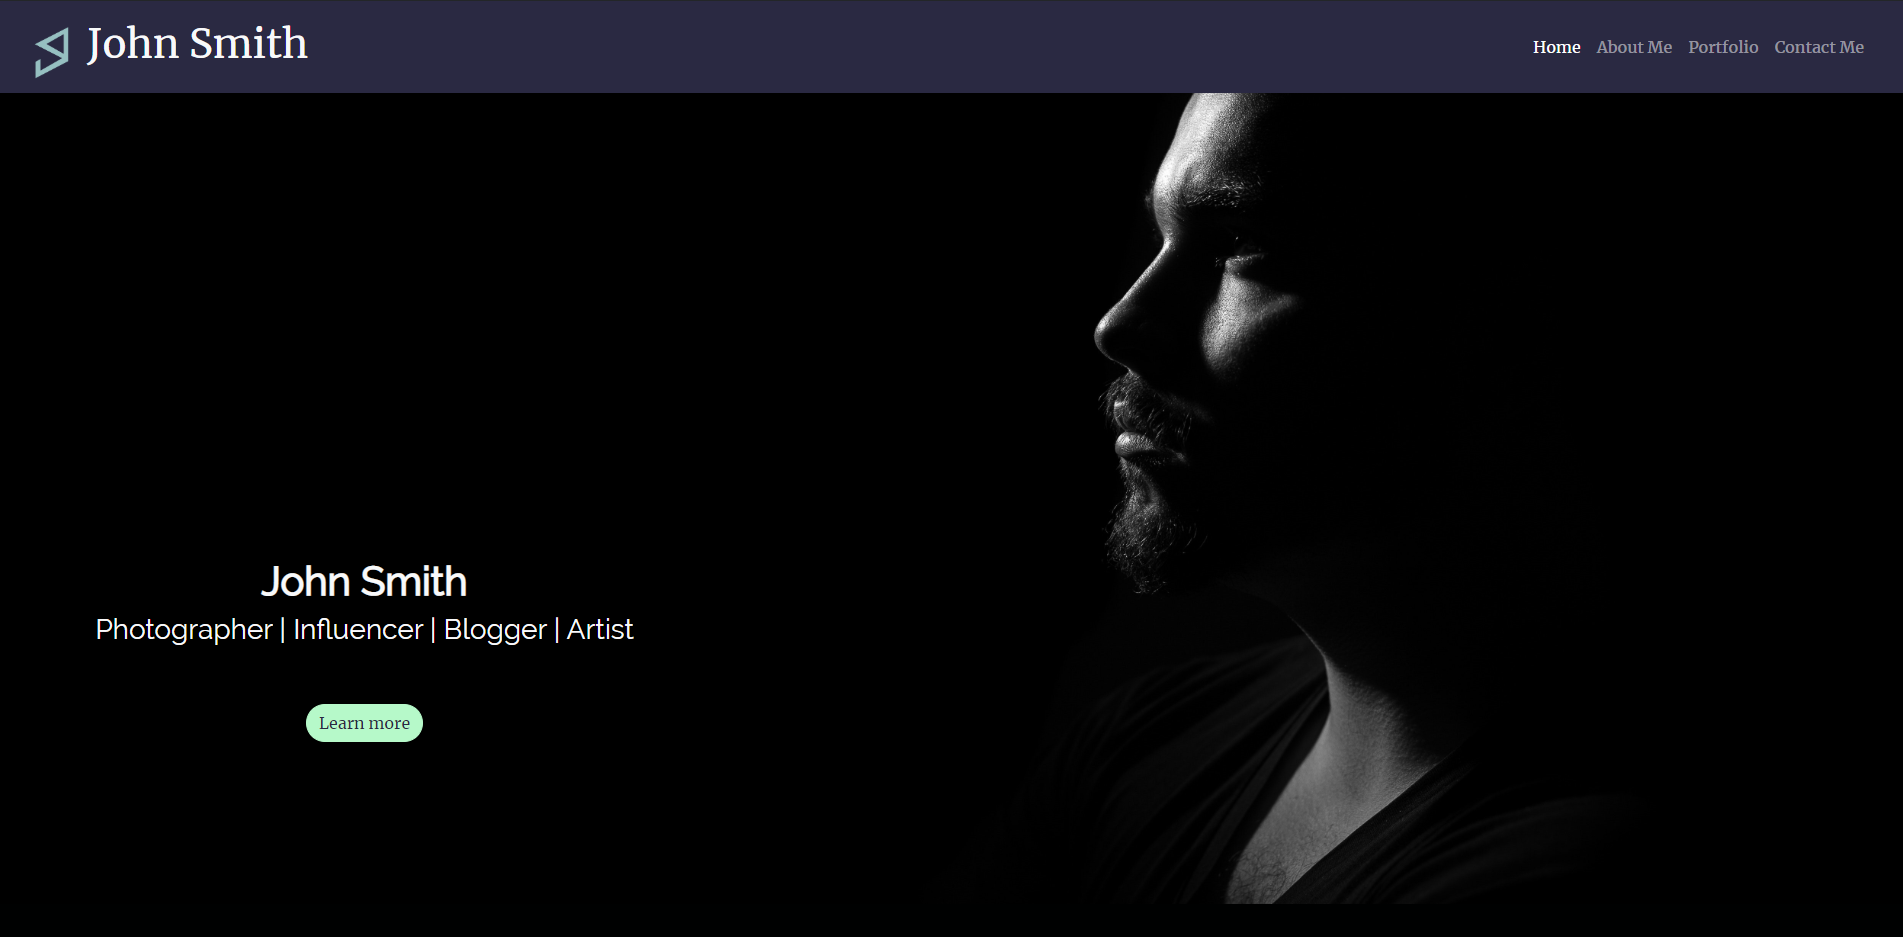 John Smith
Home About Me Portfolio Contact Me
John Smith
Photographer | Influencer | Blogger | Artist
Learn more